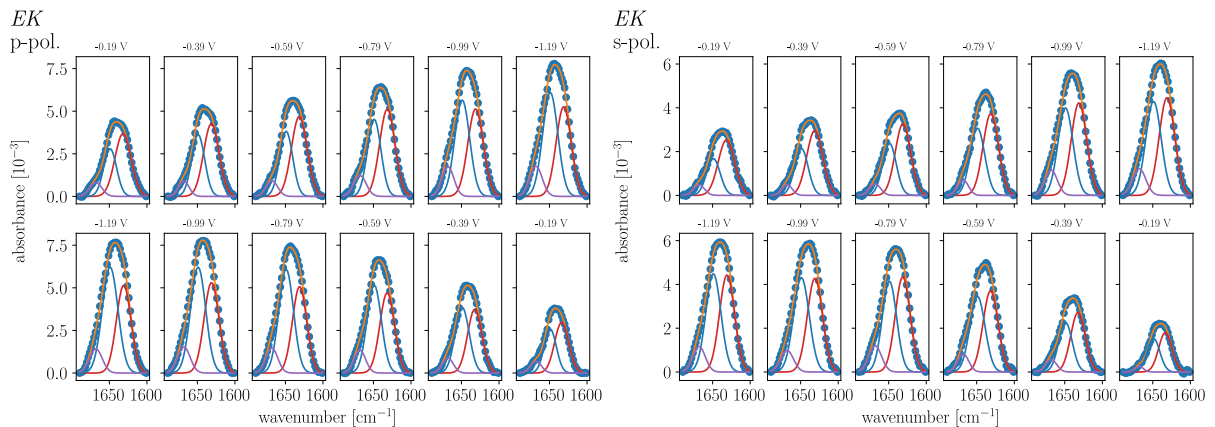 EK
p-pol.
-0.19 V -0.39 V -0.59 V -0.79 V -0.99 V -1.19 V
7.5
5.0
2.5
0.0
-1.19 V -0.99 V -0.79 V -0.59 V -0.39 V -0.19 V
7.5
5.0
2.5
0.0
absorbance [10⁻³]
1650 1600 1650 1600 1650 1600 1650 1600 1650 1600 1650 1600
wavenumber [cm⁻¹]
EK
s-pol.
-0.19 V -0.39 V -0.59 V -0.79 V -0.99 V -1.19 V
6
4
2
0
-1.19 V -0.99 V -0.79 V -0.59 V -0.39 V -0.19 V
6
4
2
0
absorbance [10⁻³]
1650 1600 1650 1600 1650 1600 1650 1600 1650 1600 1650 1600
wavenumber [cm⁻¹]